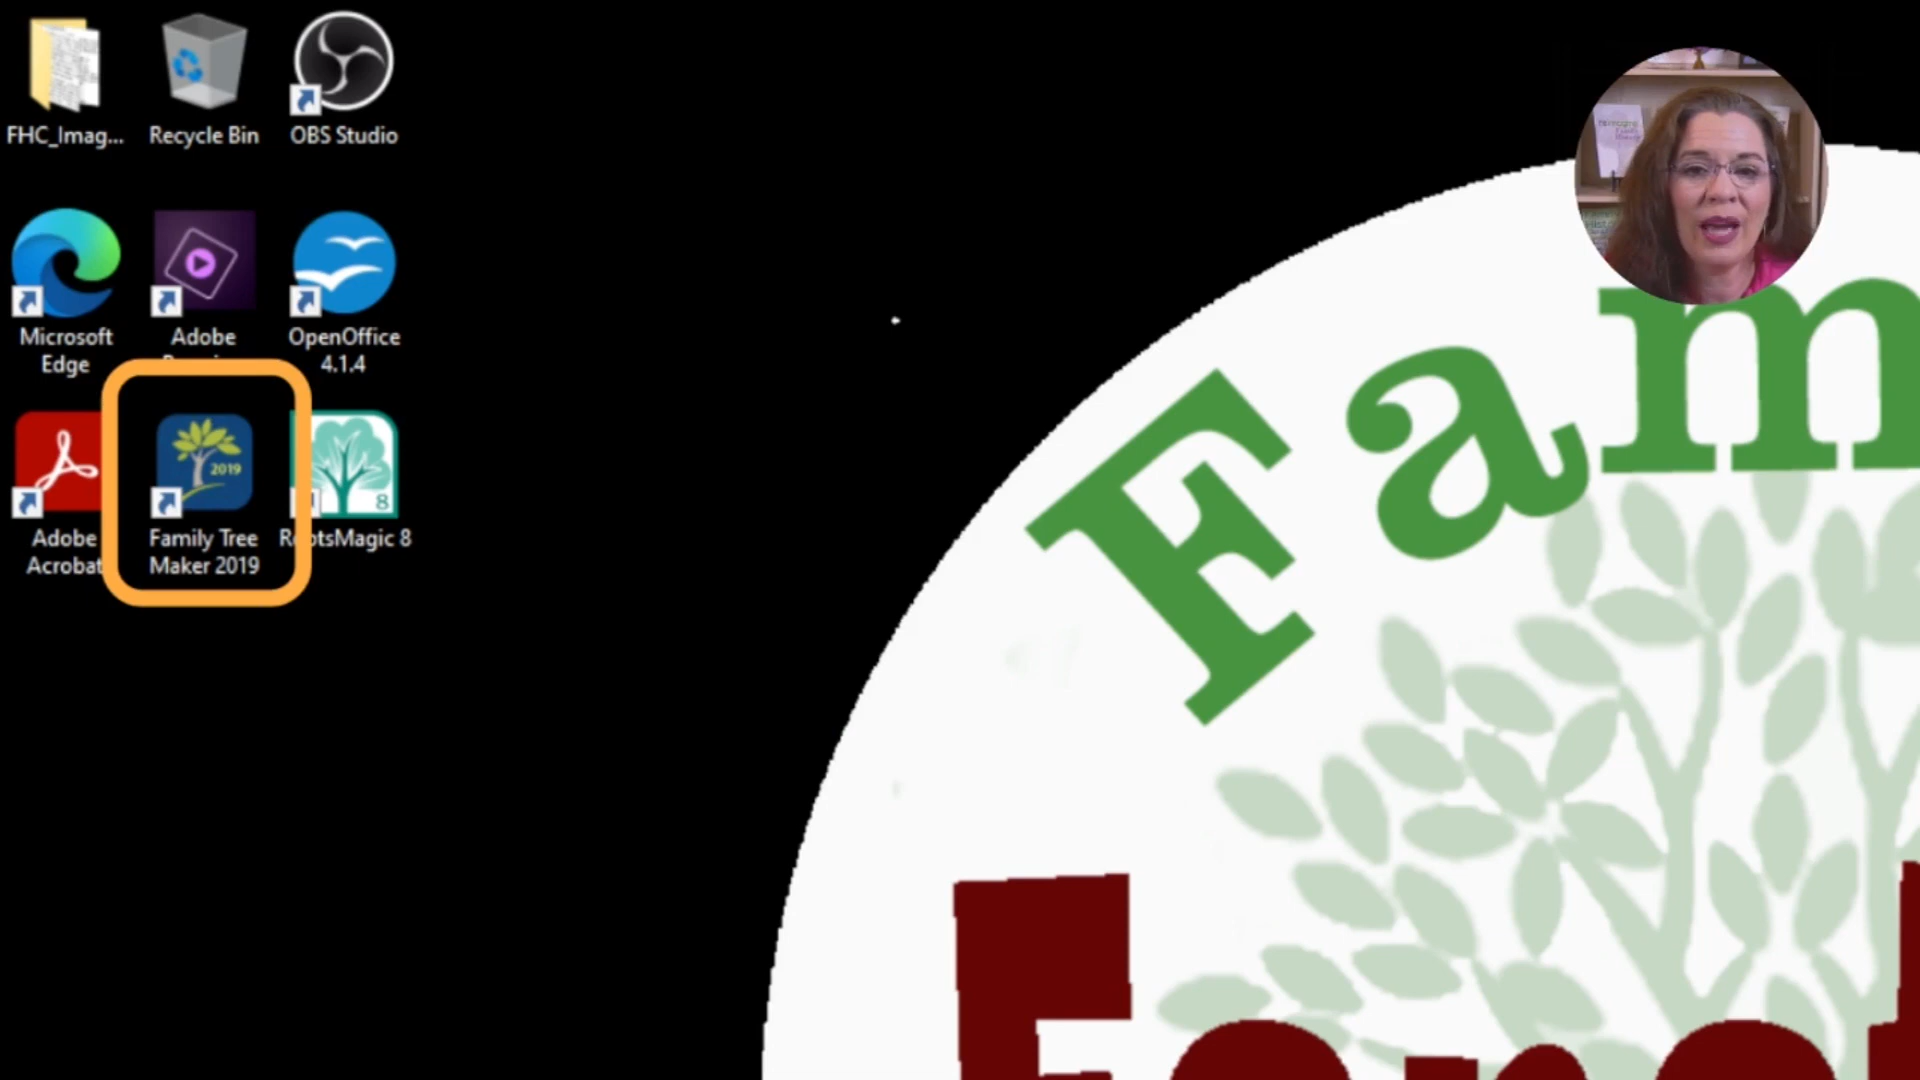 FHC_Imag...
Recycle Bin
OBS Studio
Microsoft
Edge
Adobe
OpenOffice
4.1.4
2019
8
Adobe
Acrobat
Family Tree
Maker 2019
RootsMagic 8
Fam